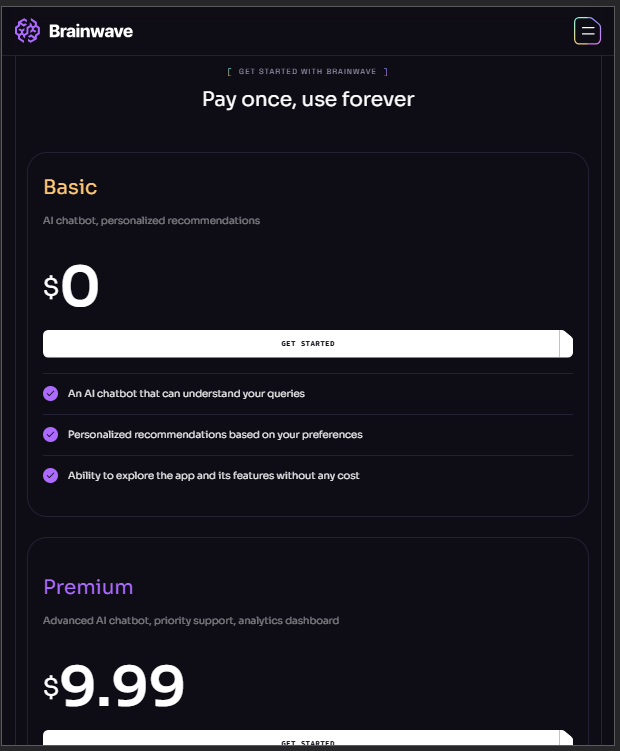 Brainwave
[ GET STARTED WITH BRAINWAVE ]
Pay once, use forever
Basic
AI chatbot, personalized recommendations
$0
GET STARTED
An AI chatbot that can understand your queries
Personalized recommendations based on your preferences
Ability to explore the app and its features without any cost
Premium
Advanced AI chatbot, priority support, analytics dashboard
$9.99
GET STARTED